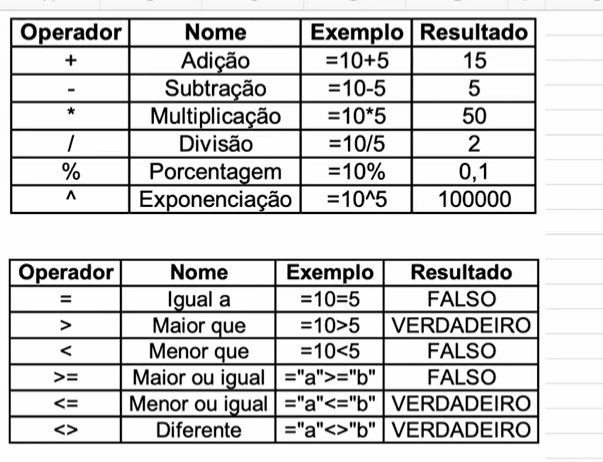 Operador Nome Exemplo Resultado
+ Adição =10+5 15
- Subtração =10-5 5
* Multiplicação =10*5 50
/ Divisão =10/5 2
% Porcentagem =10% 0,1
^ Exponenciação =10^5 100000
Operador Nome Exemplo Resultado
= Igual a =10=5 FALSO
> Maior que =10>5 VERDADEIRO
< Menor que =10<5 FALSO
>= Maior ou igual ="a">="b" FALSO
<= Menor ou igual ="a"<="b" VERDADEIRO
<> Diferente ="a"<>"b" VERDADEIRO